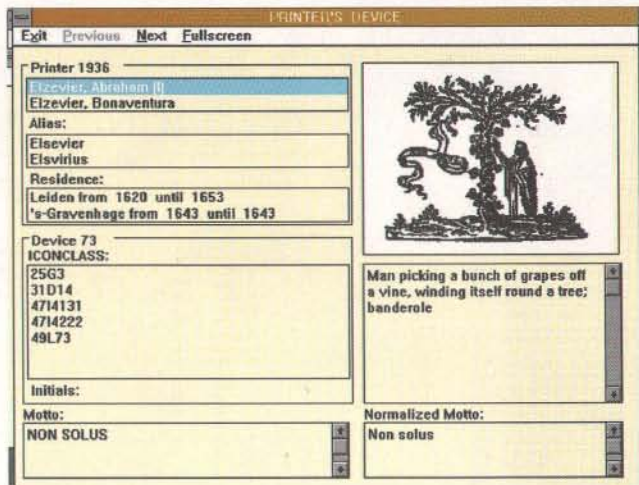 PRINTER'S DEVICE
Exit Previous Next Fullscreen
Printer 1936
Elzevier, Abraham (I)
Elzevier, Bonaventura
Alias:
Elsevier
Elsvirius
Residence:
Leiden from 1620 until 1653
's-Gravenhage from 1643 until 1643
Device 73
ICONCLASS:
25G3
31D14
47I4131
47I4222
49L73
Initials:
Man picking a bunch of grapes off
a vine, winding itself round a tree;
banderole
Motto:
NON SOLUS
Normalized Motto:
Non solus